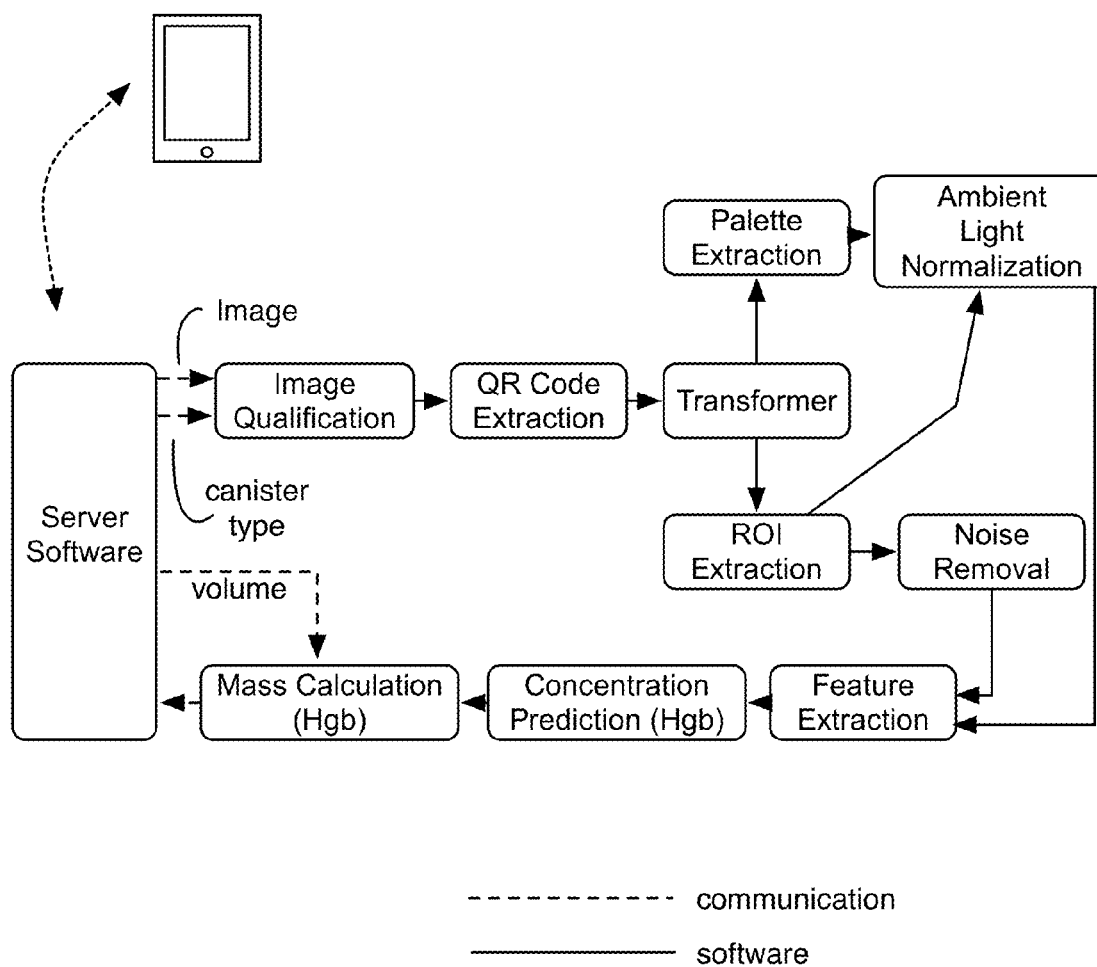 Image
Palette
Extraction
Ambient
Light
Normalization
Image
Qualification
QR Code
Extraction
Transformer
canister
type
Server
Software
ROI
Extraction
Noise
Removal
volume
Mass Calculation
(Hgb)
Concentration
Prediction (Hgb)
Feature
Extraction
communication
software